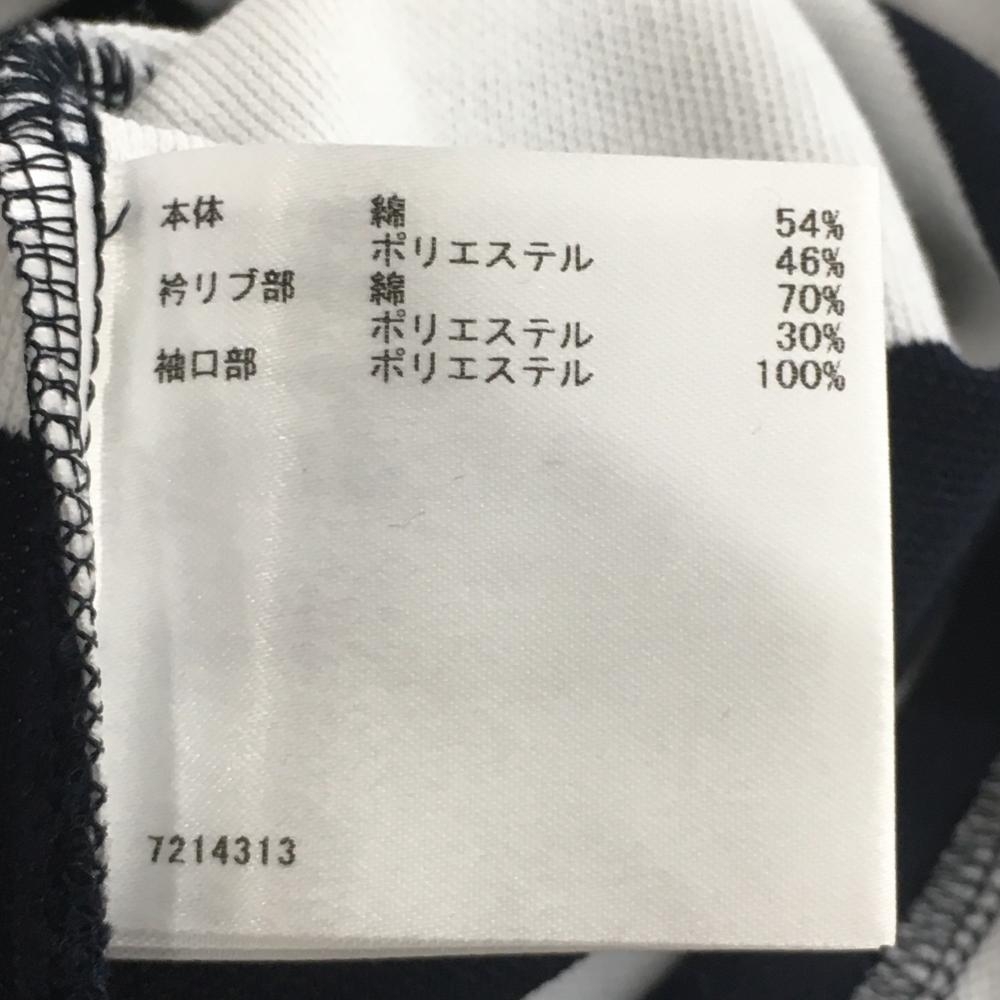 本体 綿 54%
ポリエステル 46%
衿リブ部 綿 70%
ポリエステル 30%
袖口部 ポリエステル 100%
7214313